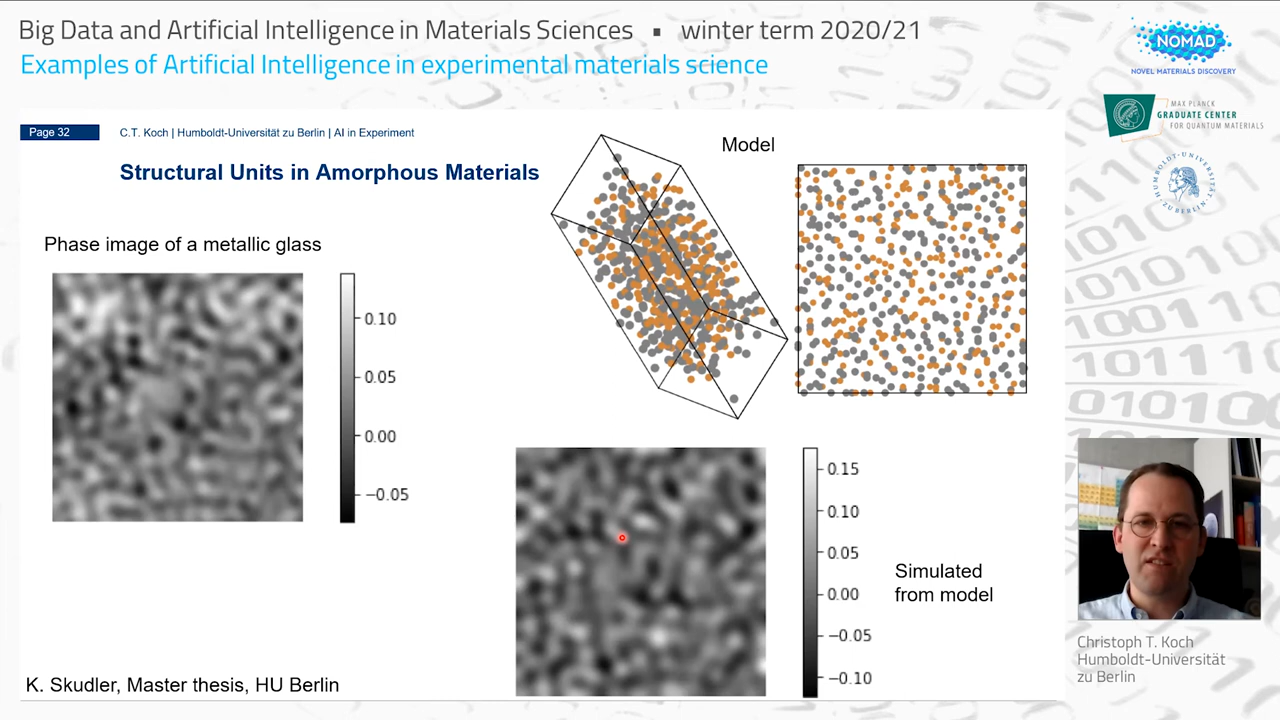 Big Data and Artificial Intelligence in Materials Sciences ▪ winter term 2020/21
Examples of Artificial Intelligence in experimental materials science
NOMAD
NOVEL MATERIALS DISCOVERY
MAX PLANCK
GRADUATE CENTER
FOR QUANTUM MATERIALS
HUMBOLDT-UNIVERSITÄT ZU BERLIN
Page 32
C.T. Koch | Humboldt-Universität zu Berlin | AI in Experiment
Structural Units in Amorphous Materials
Model
Phase image of a metallic glass
0.10
0.05
0.00
−0.05
0.15
0.10
0.05
0.00
−0.05
−0.10
Simulated
from model
K. Skudler, Master thesis, HU Berlin
Christoph T. Koch
Humboldt-Universität
zu Berlin